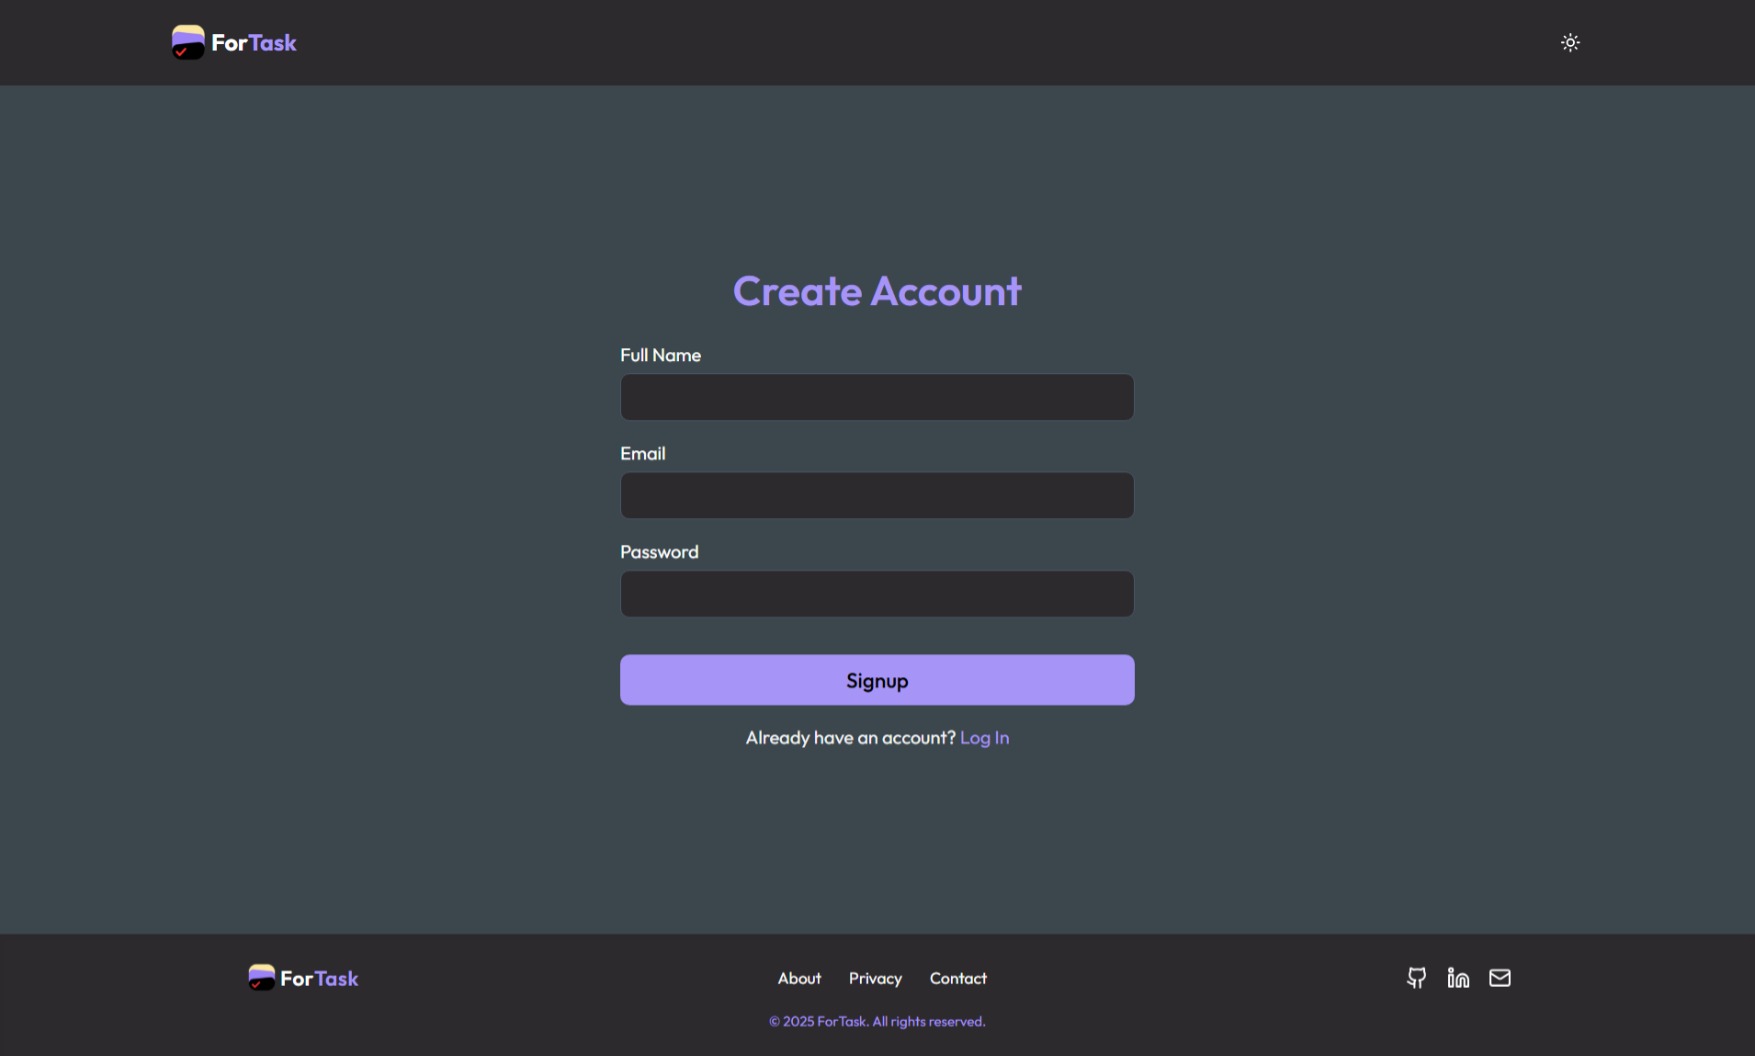 ForTask
Create Account
Full Name
Email
Password
Signup
Already have an account? Log In
ForTask
About Privacy Contact
© 2025 ForTask. All rights reserved.